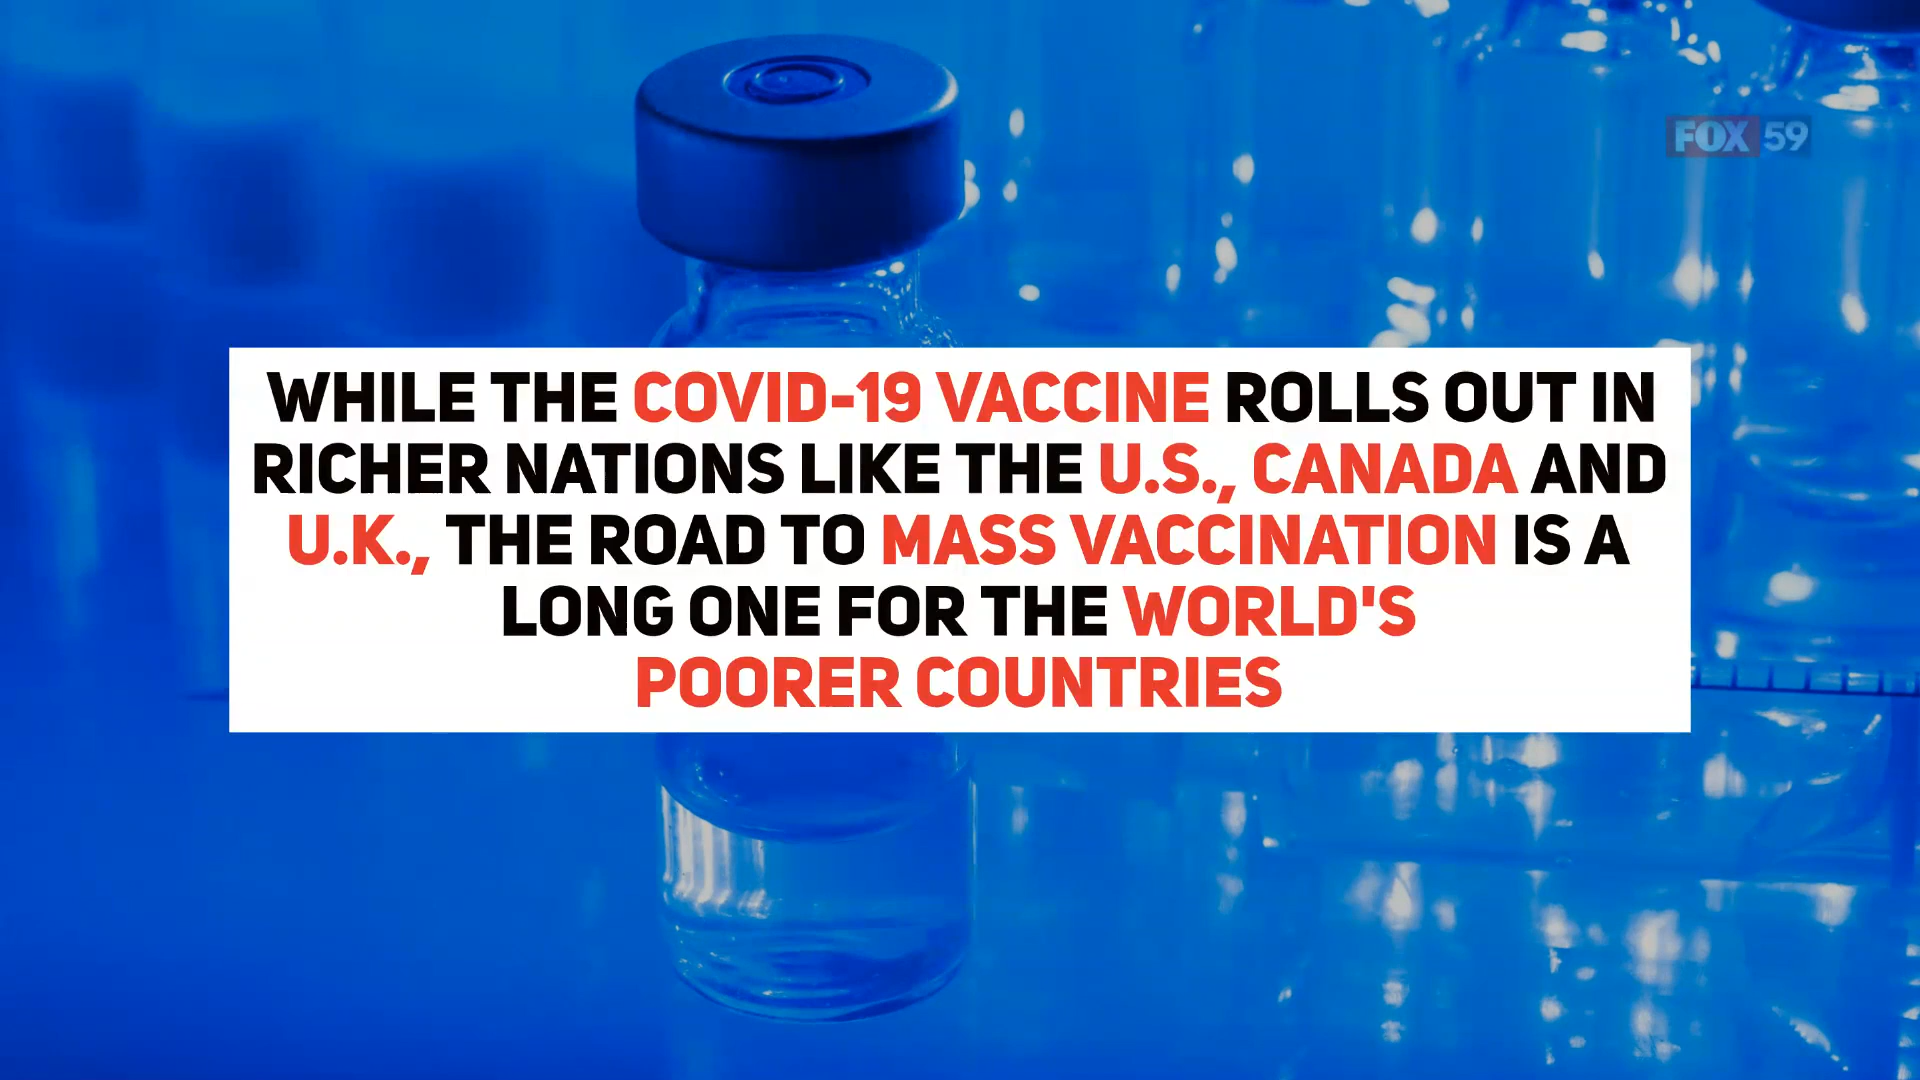 FOX 59
WHILE THE COVID-19 VACCINE ROLLS OUT IN
RICHER NATIONS LIKE THE U.S., CANADA AND
U.K., THE ROAD TO MASS VACCINATION IS A
LONG ONE FOR THE WORLD'S
POORER COUNTRIES